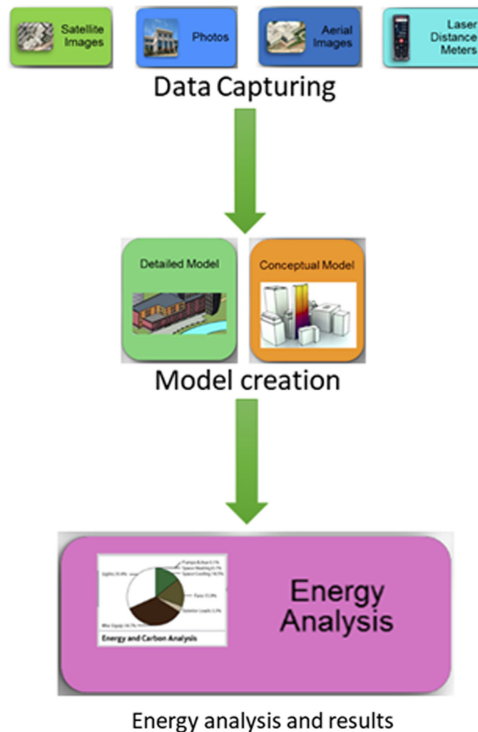 Satellite
Images
Photos
Aerial
Images
Laser
Distance
Meters
Data Capturing
Detailed Model
Conceptual Model
Model creation
Energy
Analysis
Energy and Carbon Analysis
Energy analysis and results